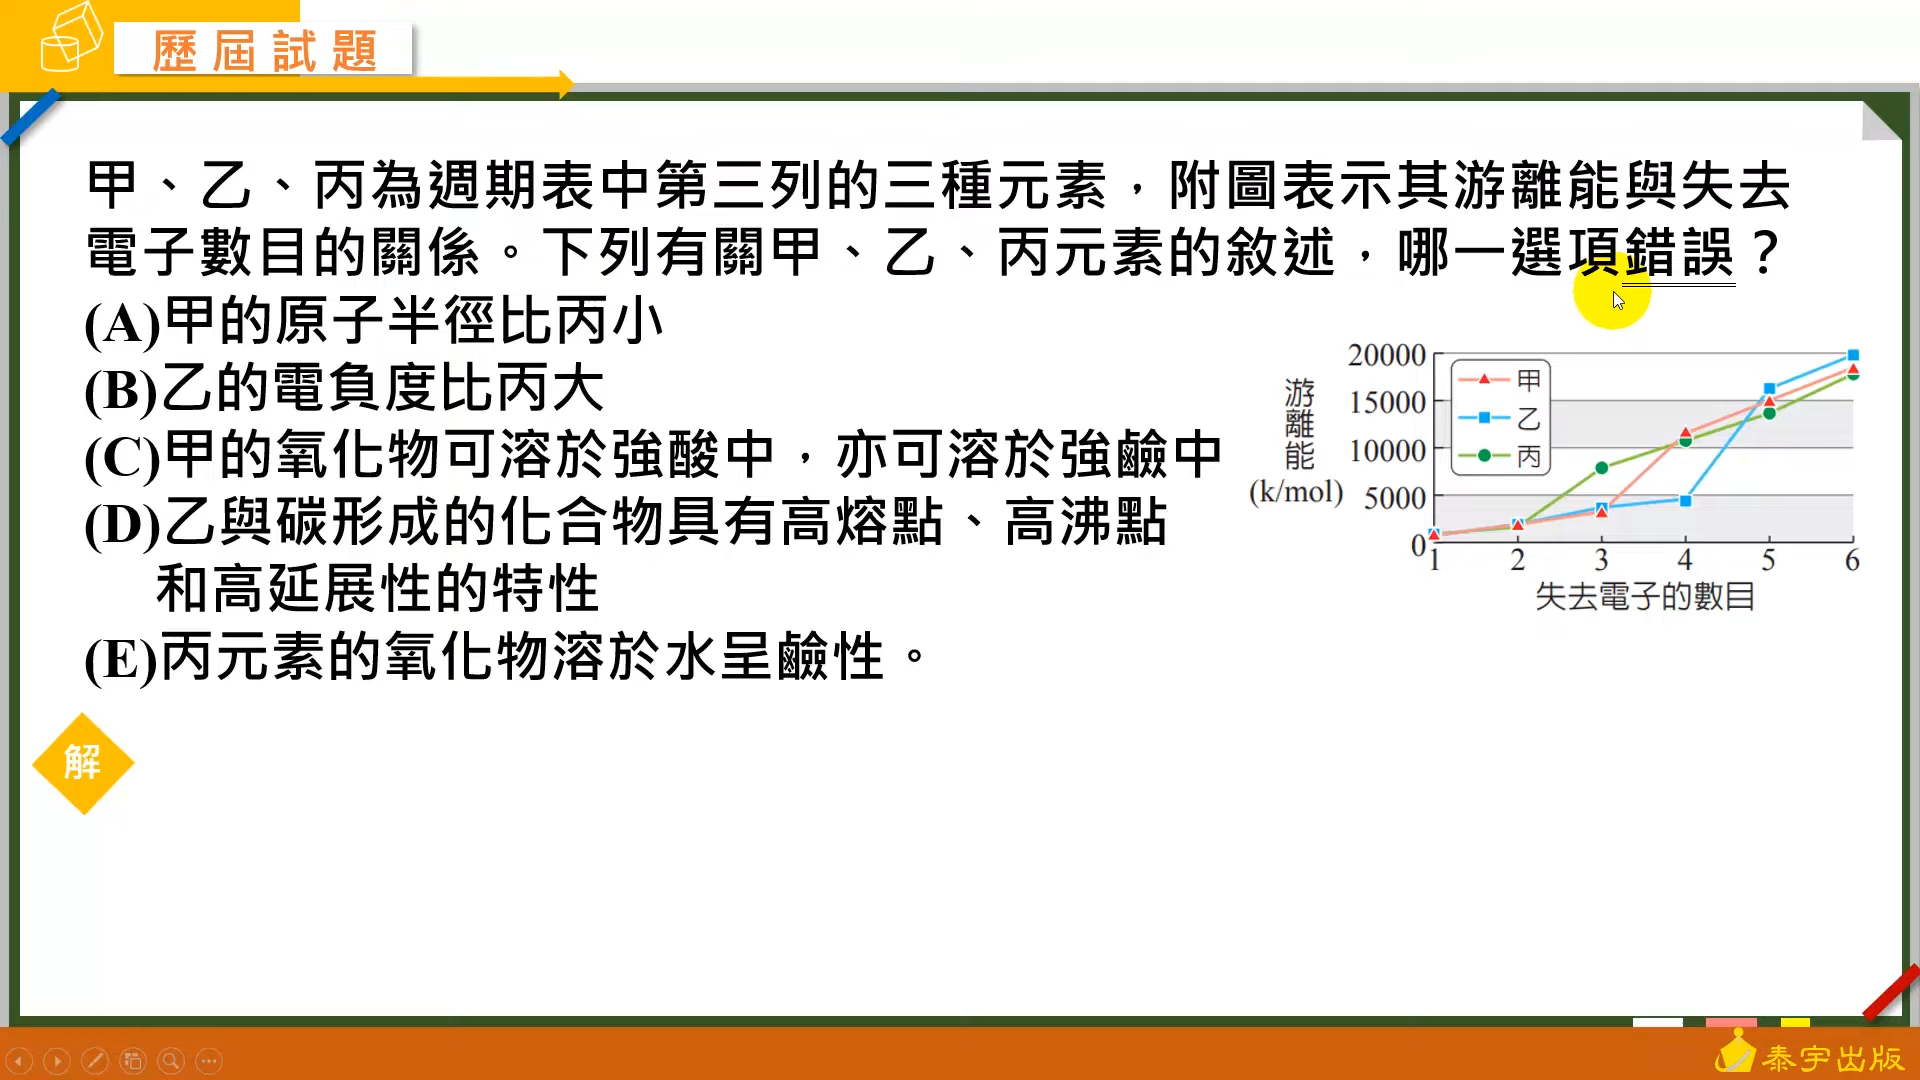 歷屆試題
甲、乙、丙為週期表中第三列的三種元素，附圖表示其游離能與失去
電子數目的關係。下列有關甲、乙、丙元素的敘述，哪一選項錯誤？
(A)甲的原子半徑比丙小
(B)乙的電負度比丙大
(C)甲的氧化物可溶於強酸中，亦可溶於強鹼中
(D)乙與碳形成的化合物具有高熔點、高沸點
和高延展性的特性
(E)丙元素的氧化物溶於水呈鹼性。
游離能
(k/mol)
20000
15000
10000
5000
0
甲
乙
丙
1 2 3 4 5 6
失去電子的數目
解
泰宇出版